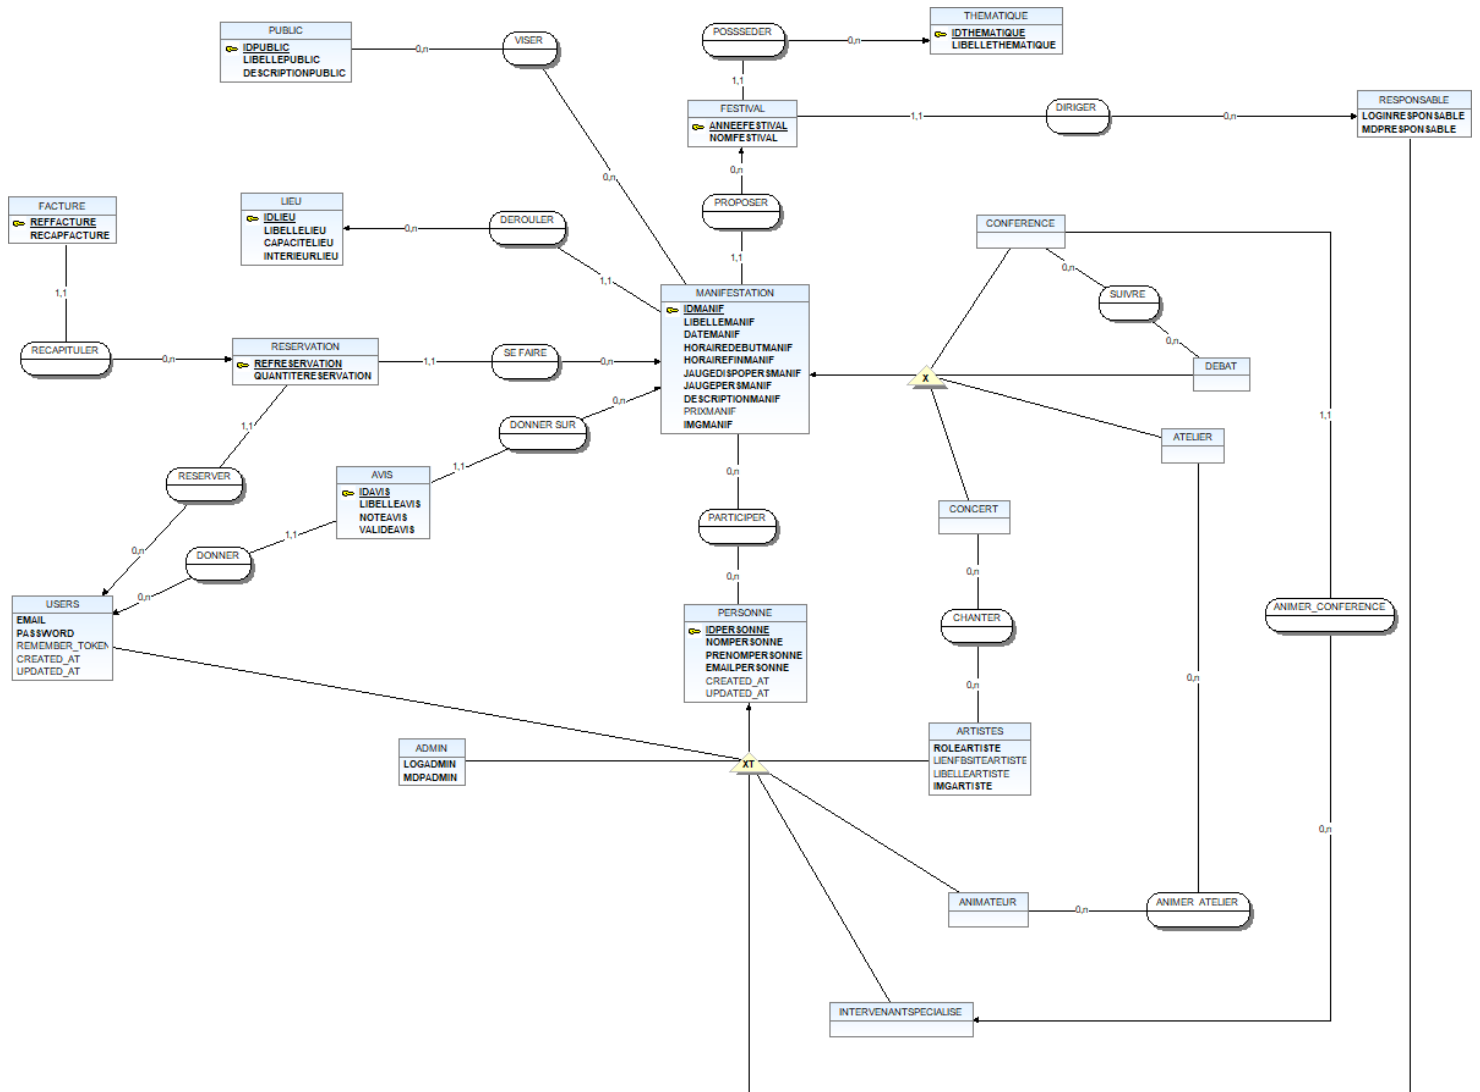 PUBLIC
IDPUBLIC
LIBELLEPUBLIC
DESCRIPTIONPUBLIC
0,n
VISER
0,n
POSSSEDER
0,n
1,1
THEMATIQUE
IDTHEMATIQUE
LIBELLETHEMATIQUE
FESTIVAL
ANNEEFESTIVAL
NOMFESTIVAL
1,1
DIRIGER
0,n
RESPONSABLE
LOGINRESPONSABLE
MDPRESPONSABLE
0,n
PROPOSER
1,1
FACTURE
REFFACTURE
RECAPFACTURE
1,1
RECAPITULER
0,n
LIEU
IDLIEU
LIBELLELIEU
CAPACITELIEU
INTERIEURLIEU
0,n
DEROULER
1,1
CONFERENCE
0,n
SUIVRE
0,n
DEBAT
MANIFESTATION
IDMANIF
LIBELLEMANIF
DATEMANIF
HORAIREDEBUTMANIF
HORAIREFINMANIF
JAUGEDISPOPERSMANIF
JAUGEPERSMANIF
DESCRIPTIONMANIF
PRIXMANIF
IMGMANIF
RESERVATION
REFRESERVATION
QUANTITERESERVATION
1,1
SE FAIRE
0,n
X
1,1
ATELIER
1,1
RESERVER
0,n
AVIS
IDAVIS
LIBELLEAVIS
NOTEAVIS
VALIDEAVIS
1,1
DONNER SUR
0,n
1,1
DONNER
0,n
0,n
PARTICIPER
0,n
CONCERT
0,n
CHANTER
0,n
ANIMER_CONFERENCE
0,n
USERS
EMAIL
PASSWORD
REMEMBER_TOKEN
CREATED_AT
UPDATED_AT
PERSONNE
IDPERSONNE
NOMPERSONNE
PRENOMPERSONNE
EMAILPERSONNE
CREATED_AT
UPDATED_AT
0,n
ADMIN
LOGADMIN
MDPADMIN
XT
ARTISTES
ROLEARTISTE
LIENFBSITEARTISTE
LIBELLEARTISTE
IMGARTISTE
ANIMATEUR
0,n
ANIMER_ATELIER
INTERVENANTSPECIALISE